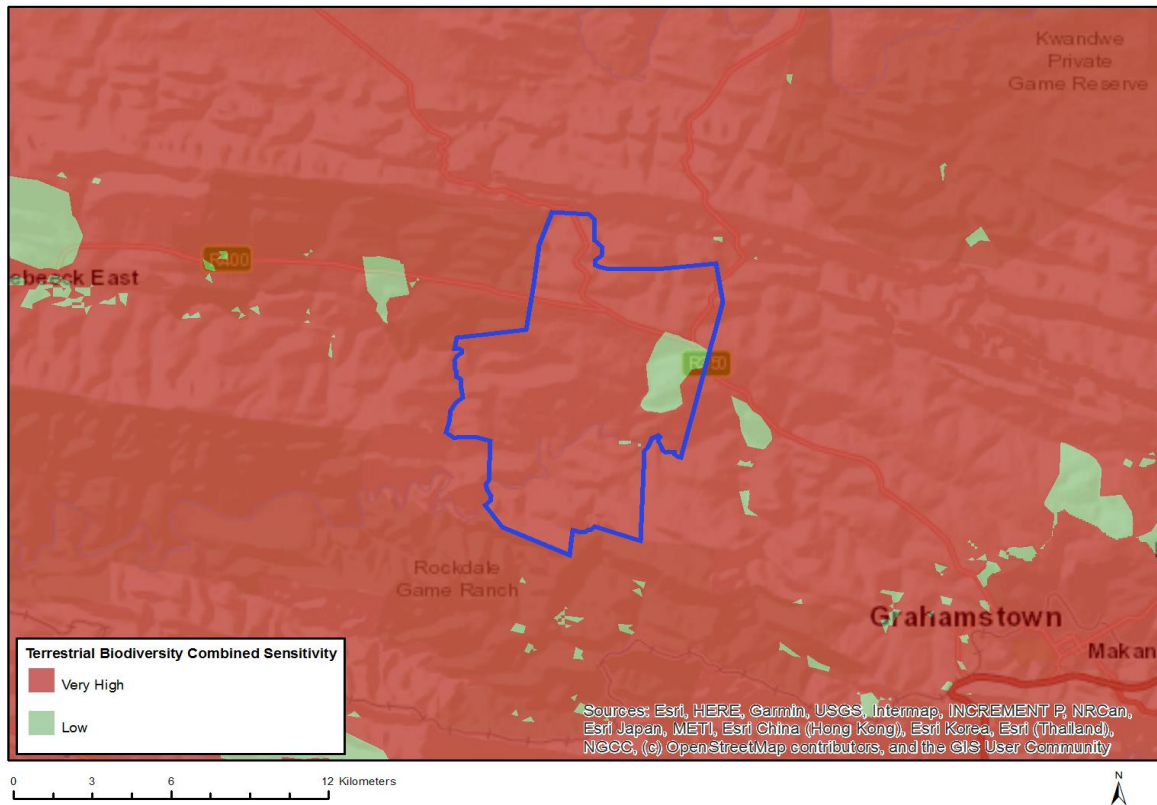 Kwandwe
Private
Game Reserve
R400
ebeeck East
R350
Rockdale
Game Ranch
Grahamstown
Makan
Terrestrial Biodiversity Combined Sensitivity
Very High
Low
Sources: Esri, HERE, Garmin, USGS, Intermap, INCREMENT P, NRCan,
Esri Japan, METI, Esri China (Hong Kong), Esri Korea, Esri (Thailand),
NGCC, (c) OpenStreetMap contributors, and the GIS User Community
0 3 6 12 Kilometers
N